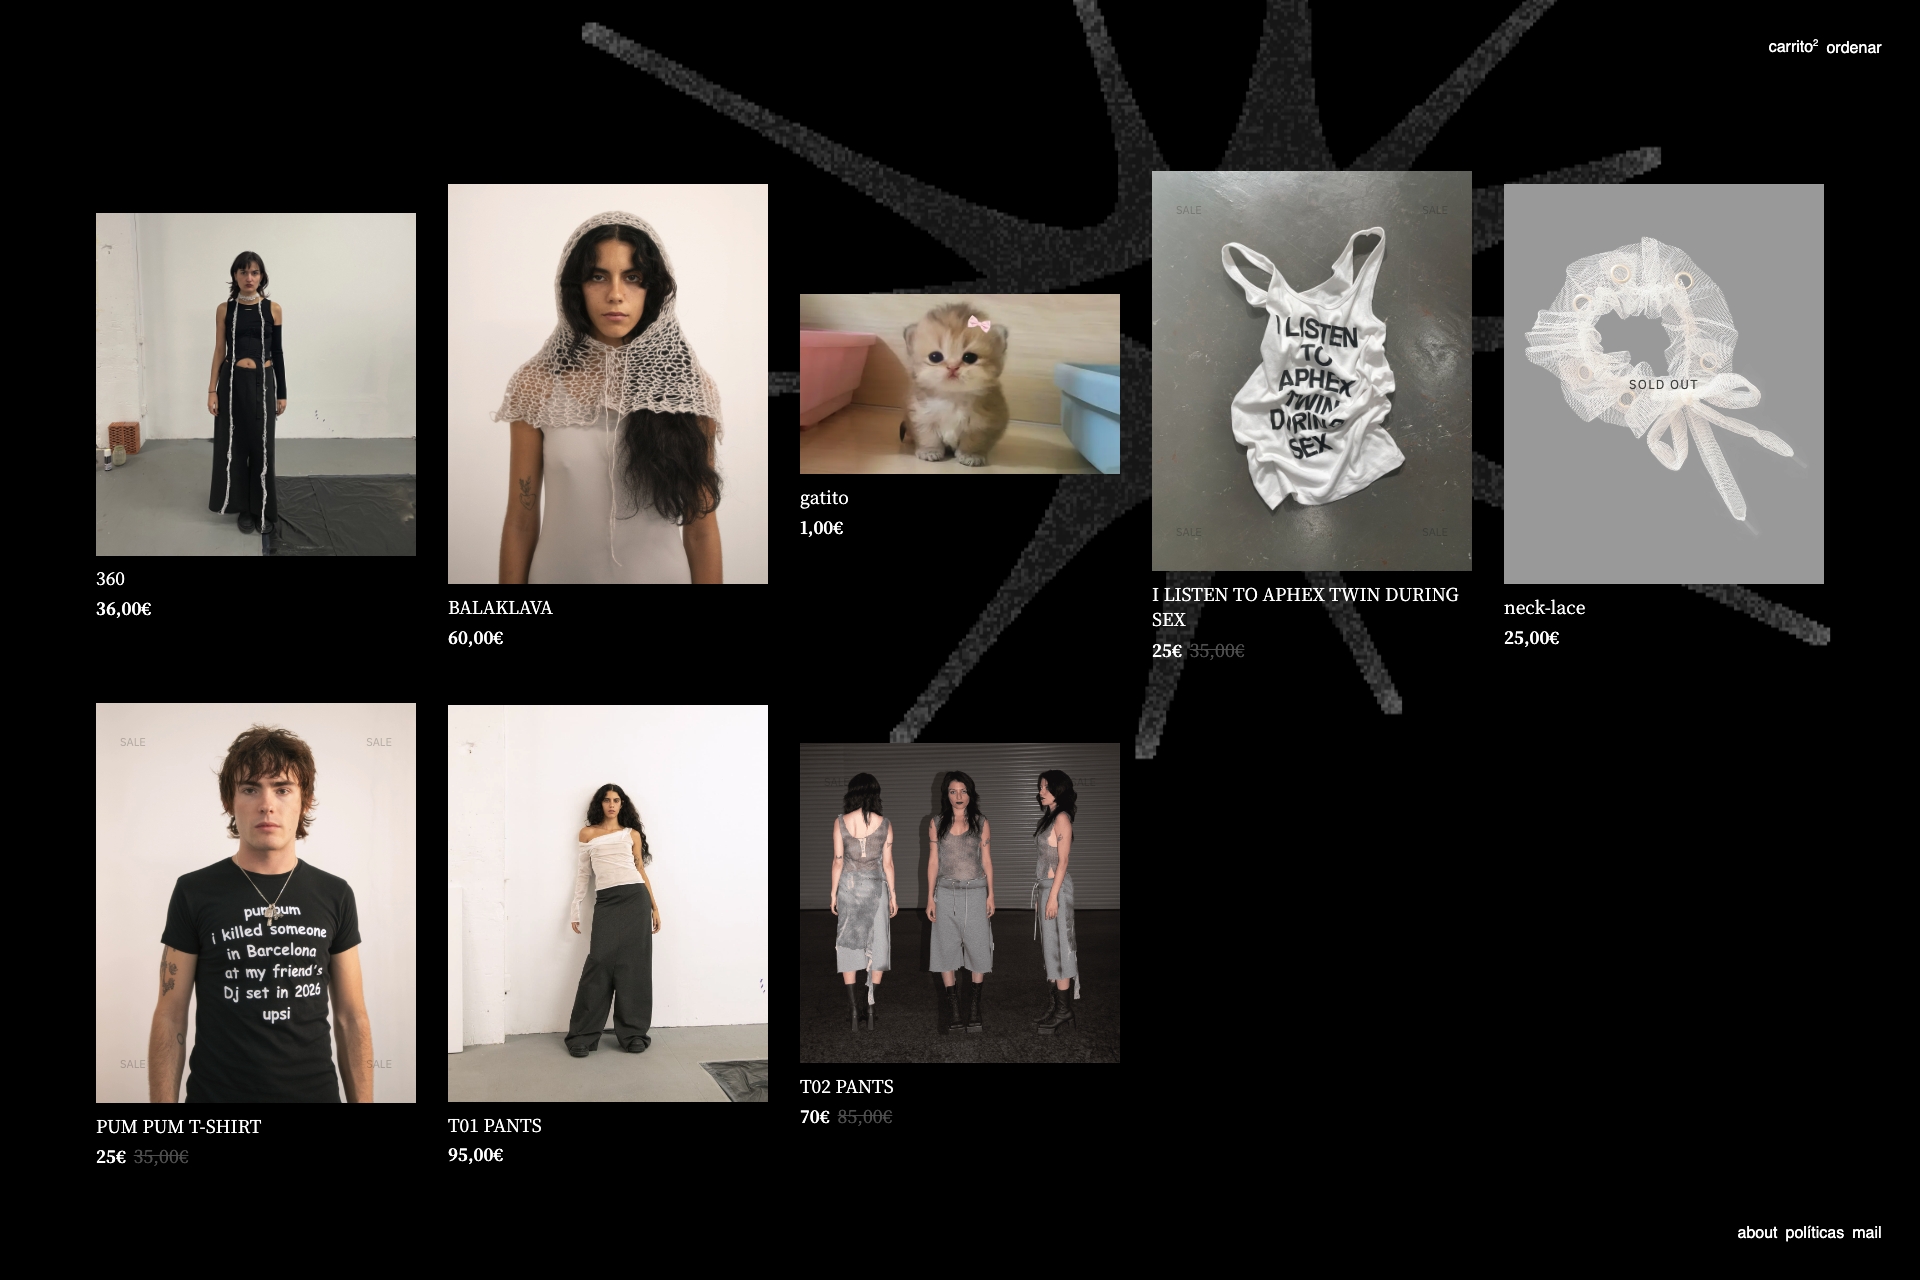 carrito² ordenar
360
36,00€
BALAKLAVA
60,00€
gatito
1,00€
SALE
SALE
I LISTEN
TO
APHEX
TWIN
DURING
SEX
SALE
SALE
I LISTEN TO APHEX TWIN DURING
SEX
25€ 35,00€
SOLD OUT
neck-lace
25,00€
SALE
SALE
pum pum
i killed someone
in Barcelona
at my friend's
Dj set in 2026
upsi
SALE
SALE
PUM PUM T-SHIRT
25€ 35,00€
T01 PANTS
95,00€
SALE
SALE
T02 PANTS
70€ 85,00€
about políticas mail